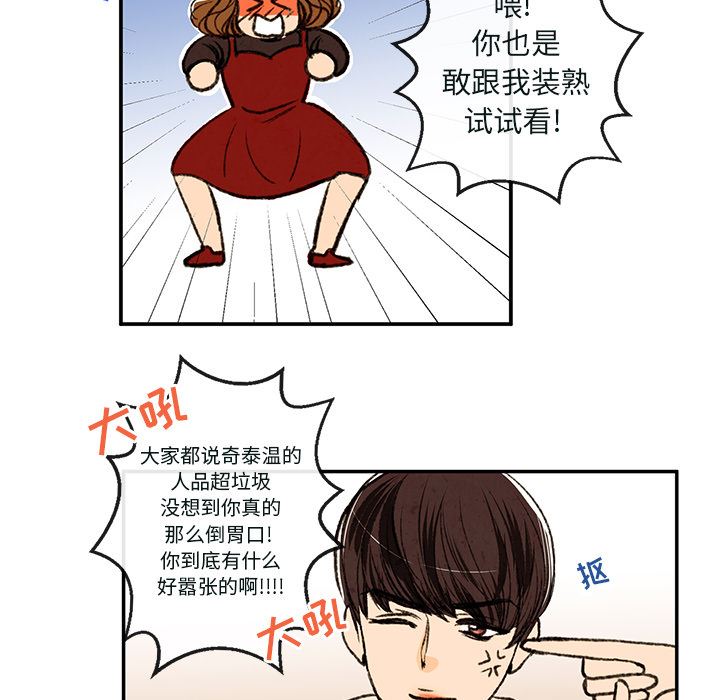 喂!
你也是
敢跟我装熟
试试看!
大吼
大家都说奇泰温的
人品超垃圾
没想到你真的
那么倒胃口!
你到底有什么
好嚣张的啊!!!!
抠
大吼